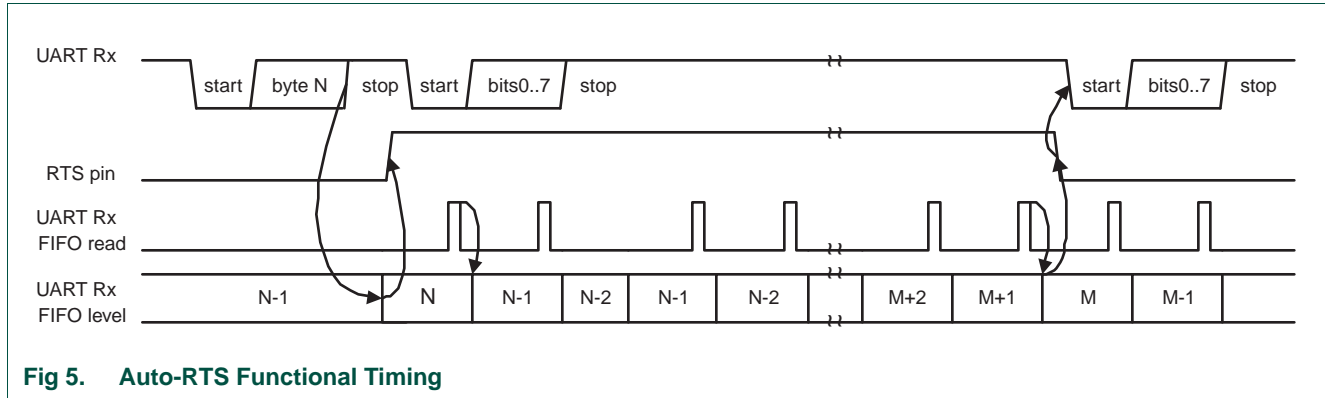 UART Rx
start byte N stop start bits0..7 stop start bits0..7 stop
RTS pin
UART Rx
FIFO read
UART Rx
FIFO level
N-1 N N-1 N-2 N-1 N-2 M+2 M+1 M M-1
Fig 5. Auto-RTS Functional Timing